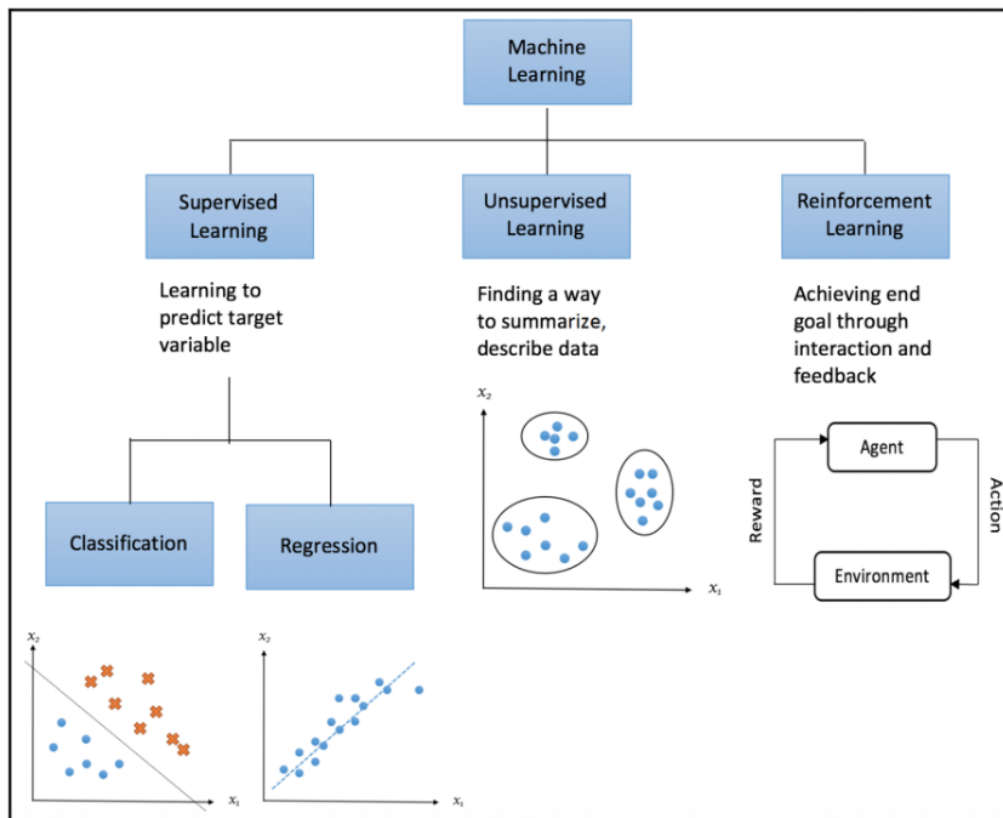 Machine
Learning
Supervised
Learning
Unsupervised
Learning
Reinforcement
Learning
Learning to
predict target
variable
Finding a way
to summarize,
describe data
Achieving end
goal through
interaction and
feedback
Classification
Regression
x₂
x₁
Agent
Reward
Action
Environment
x₂
x₁
x₂
x₁